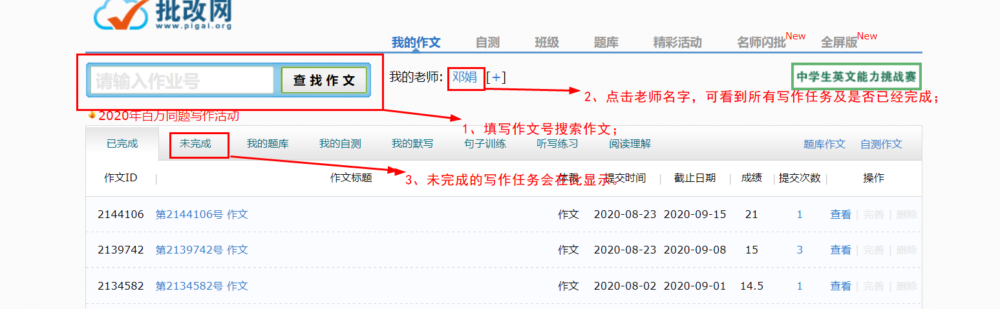 批改网
www.pigai.org
我的作文 自测 班级 题库 精彩活动 名师闪批 New 全屏版 New
请输入作业号 查找作文 我的老师: 邓娟 [+] 中学生英文能力挑战赛
2、点击老师名字，可看到所有写作任务及是否已经完成；
2020年百万同题写作活动
1、填写作文号搜索作文；
已完成 未完成 我的题库 我的自测 我的默写 句子训练 听写练习 阅读理解 题库作文 自测作文
作文ID | 作文标题 体裁 提交时间 | 截止日期 | 成绩 | 提交次数 | 操作
3、未完成的写作任务会在此显示。
2144106 第2144106号 作文 作文 2020-08-23 2020-09-15 21 1 查看 | 完善 | 删除
2139742 第2139742号 作文 作文 2020-08-23 2020-09-08 15 3 查看 | 完善 | 删除
2134582 第2134582号 作文 作文 2020-08-02 2020-09-01 14.5 1 查看 | 完善 | 删除